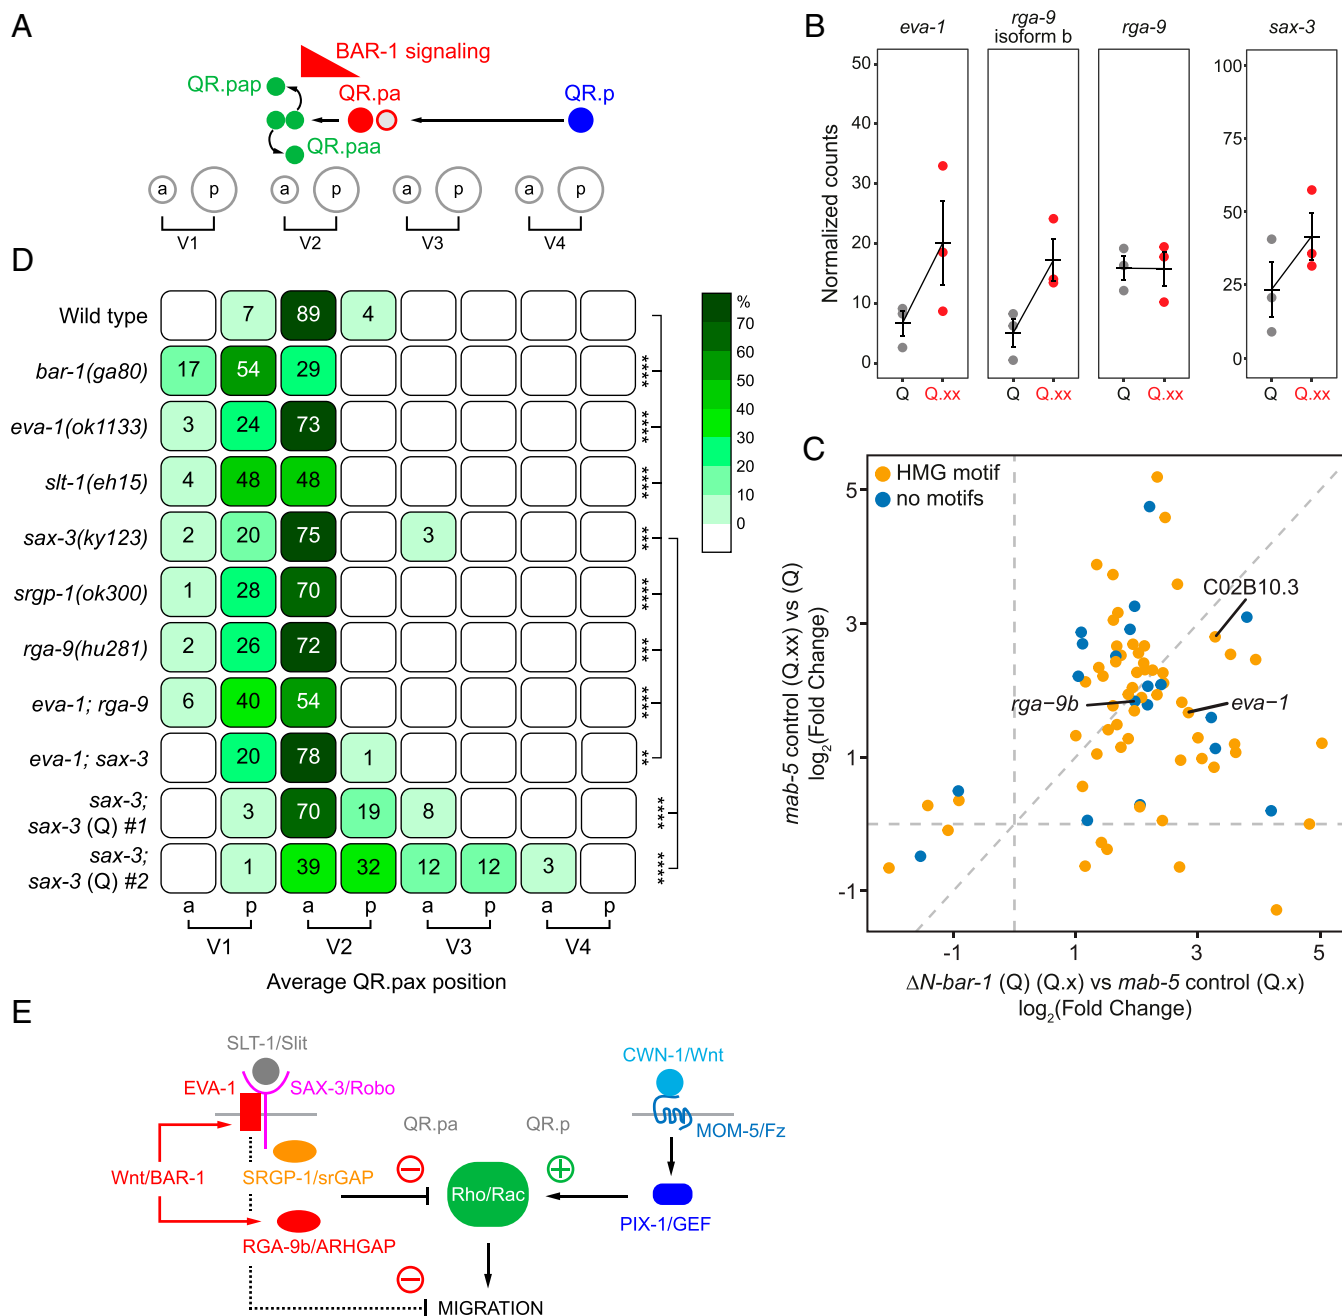 A
BAR-1 signaling
QR.pap
QR.pa
QR.p
QR.paa
a p a p a p a p
V1 V2 V3 V4
B
eva-1
rga-9
isoform b
rga-9
sax-3
Normalized counts
50
40
30
20
10
0
100
75
50
25
0
Q Q.xx Q Q.xx Q Q.xx Q Q.xx
C
HMG motif
no motifs
C02B10.3
rga−9b
eva−1
mab-5 control (Q.xx) vs (Q)
log2(Fold Change)
5
3
1
-1
-1 1 3 5
ΔN-bar-1 (Q) (Q.x) vs mab-5 control (Q.x)
log2(Fold Change)
D
Wild type 7 89 4
bar-1(ga80) 17 54 29 ****
eva-1(ok1133) 3 24 73 ****
slt-1(eh15) 4 48 48 ****
sax-3(ky123) 2 20 75 3 ***
srgp-1(ok300) 1 28 70 ****
rga-9(hu281) 2 26 72 ***
eva-1; rga-9 6 40 54 ****
eva-1; sax-3 20 78 1 **
sax-3;
sax-3 (Q) #1 3 70 19 8 ****
sax-3;
sax-3 (Q) #2 1 39 32 12 12 3 ****
%
70
60
50
40
30
20
10
0
a p a p a p a p
V1 V2 V3 V4
Average QR.pax position
E
SLT-1/Slit
EVA-1
SAX-3/Robo
Wnt/BAR-1
SRGP-1/srGAP
RGA-9b/ARHGAP
QR.pa
QR.p
−
+
Rho/Rac
−
MIGRATION
CWN-1/Wnt
MOM-5/Fz
PIX-1/GEF